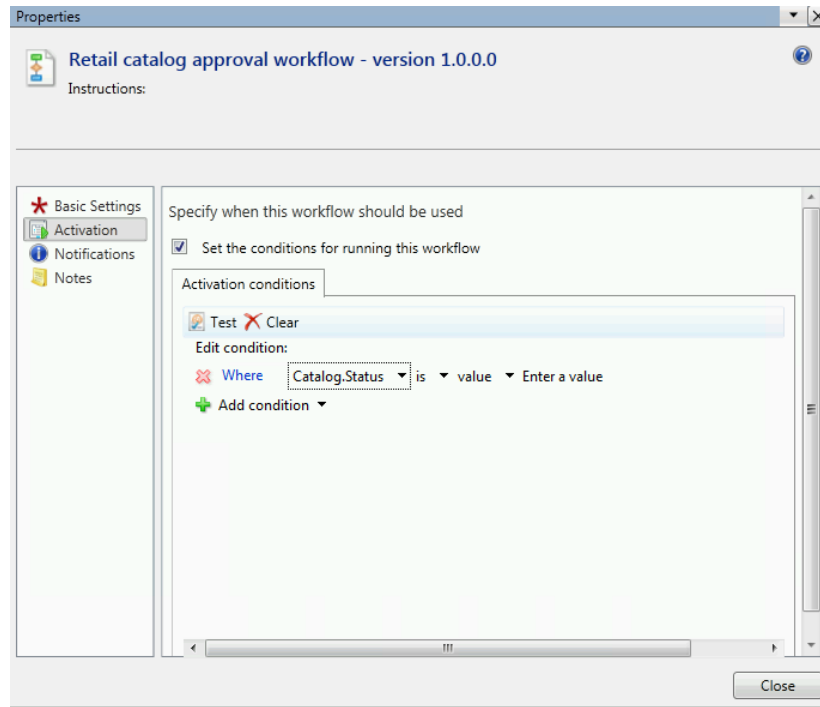 Properties
Retail catalog approval workflow - version 1.0.0.0
Instructions:
Basic Settings
Activation
Notifications
Notes
Specify when this workflow should be used
Set the conditions for running this workflow
Activation conditions
Test Clear
Edit condition:
Where Catalog.Status is value Enter a value
Add condition
Close